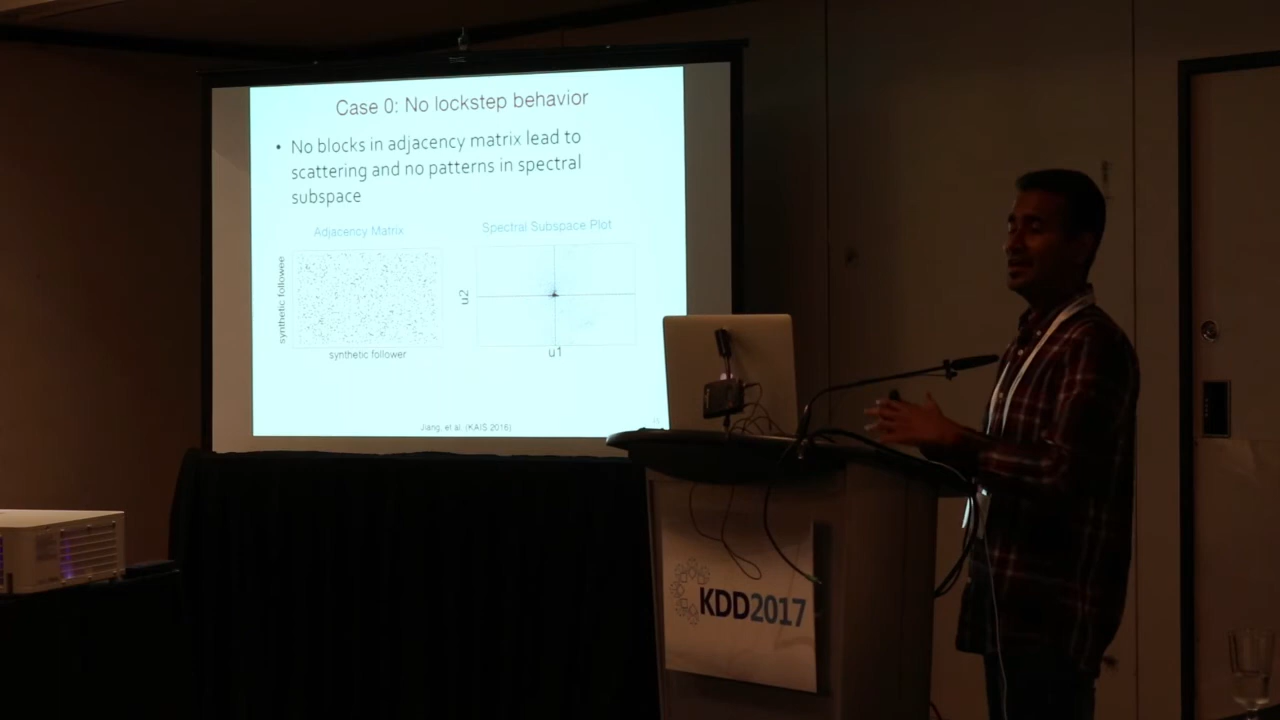 Case 0: No lockstep behavior
• No blocks in adjacency matrix lead to
scattering and no patterns in spectral
subspace
Adjacency Matrix
Spectral Subspace Plot
synthetic followee
synthetic follower
u2
u1
Jiang, et al. (KAIS 2016)
KDD2017